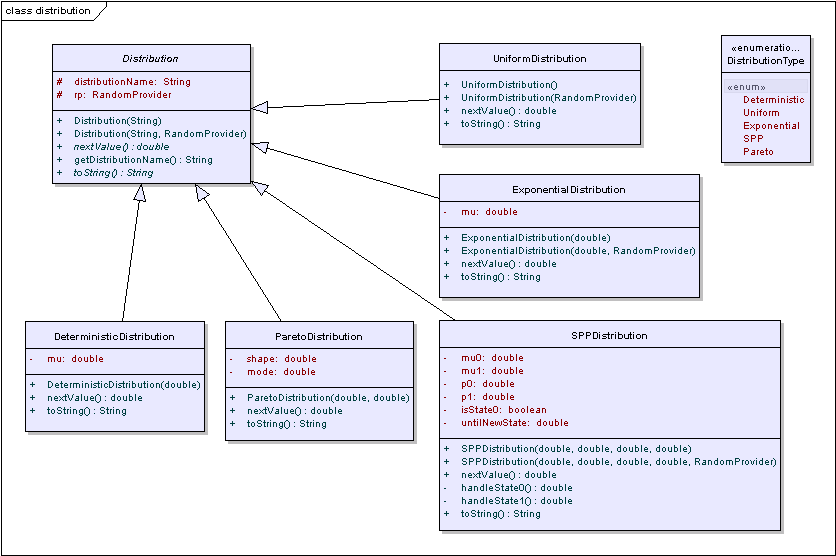 class distribution
Distribution
# distributionName: String
# rp: RandomProvider
+ Distribution(String)
+ Distribution(String, RandomProvider)
+ nextValue() : double
+ getDistributionName() : String
+ toString() : String
UniformDistribution
+ UniformDistribution()
+ UniformDistribution(RandomProvider)
+ nextValue() : double
+ toString() : String
«enumeratio...
DistributionType
«enum»
Deterministic
Uniform
Exponential
SPP
Pareto
ExponentialDistribution
- mu: double
+ ExponentialDistribution(double)
+ ExponentialDistribution(double, RandomProvider)
+ nextValue() : double
+ toString() : String
DeterministicDistribution
- mu: double
+ DeterministicDistribution(double)
+ nextValue() : double
+ toString() : String
ParetoDistribution
- shape: double
- mode: double
+ ParetoDistribution(double, double)
+ nextValue() : double
+ toString() : String
SPPDistribution
- mu0: double
- mu1: double
- p0: double
- p1: double
- isState0: boolean
- untilNewState: double
+ SPPDistribution(double, double, double, double)
+ SPPDistribution(double, double, double, double, RandomProvider)
+ nextValue() : double
- handleState0() : double
- handleState1() : double
+ toString() : String